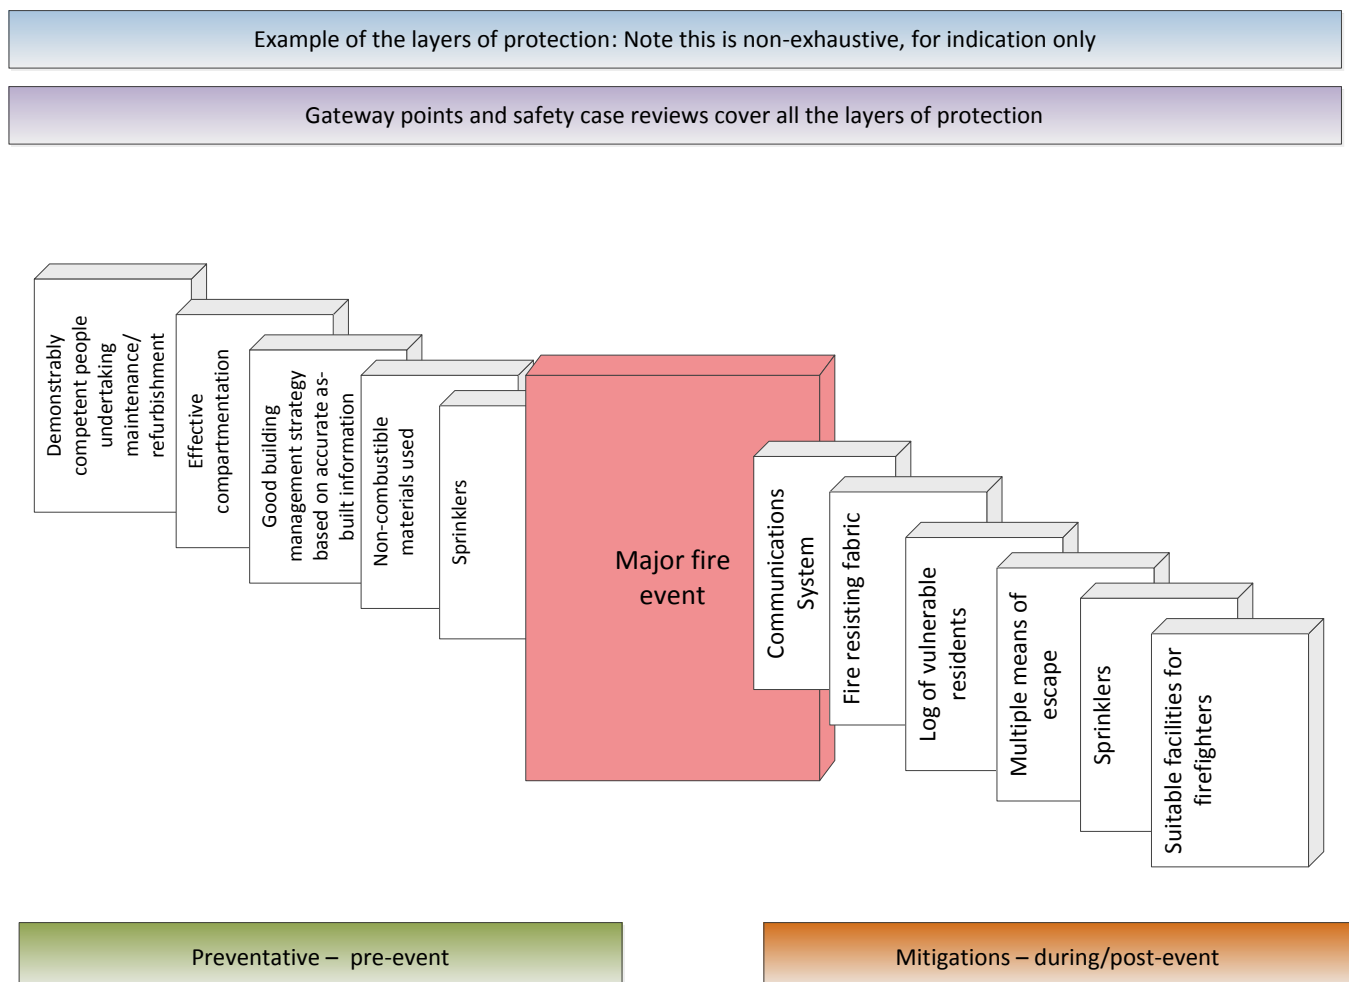 Example of the layers of protection: Note this is non-exhaustive, for indication only
Gateway points and safety case reviews cover all the layers of protection
Demonstrably
competent people
undertaking
maintenance/
refurbishment
Effective
compartmentation
Good building
management strategy
based on accurate as-
built information
Non-combustible
materials used
Sprinklers
Major fire
event
Communications
System
Fire resisting fabric
Log of vulnerable
residents
Multiple means of
escape
Sprinklers
Suitable facilities for
firefighters
Preventative – pre-event
Mitigations – during/post-event